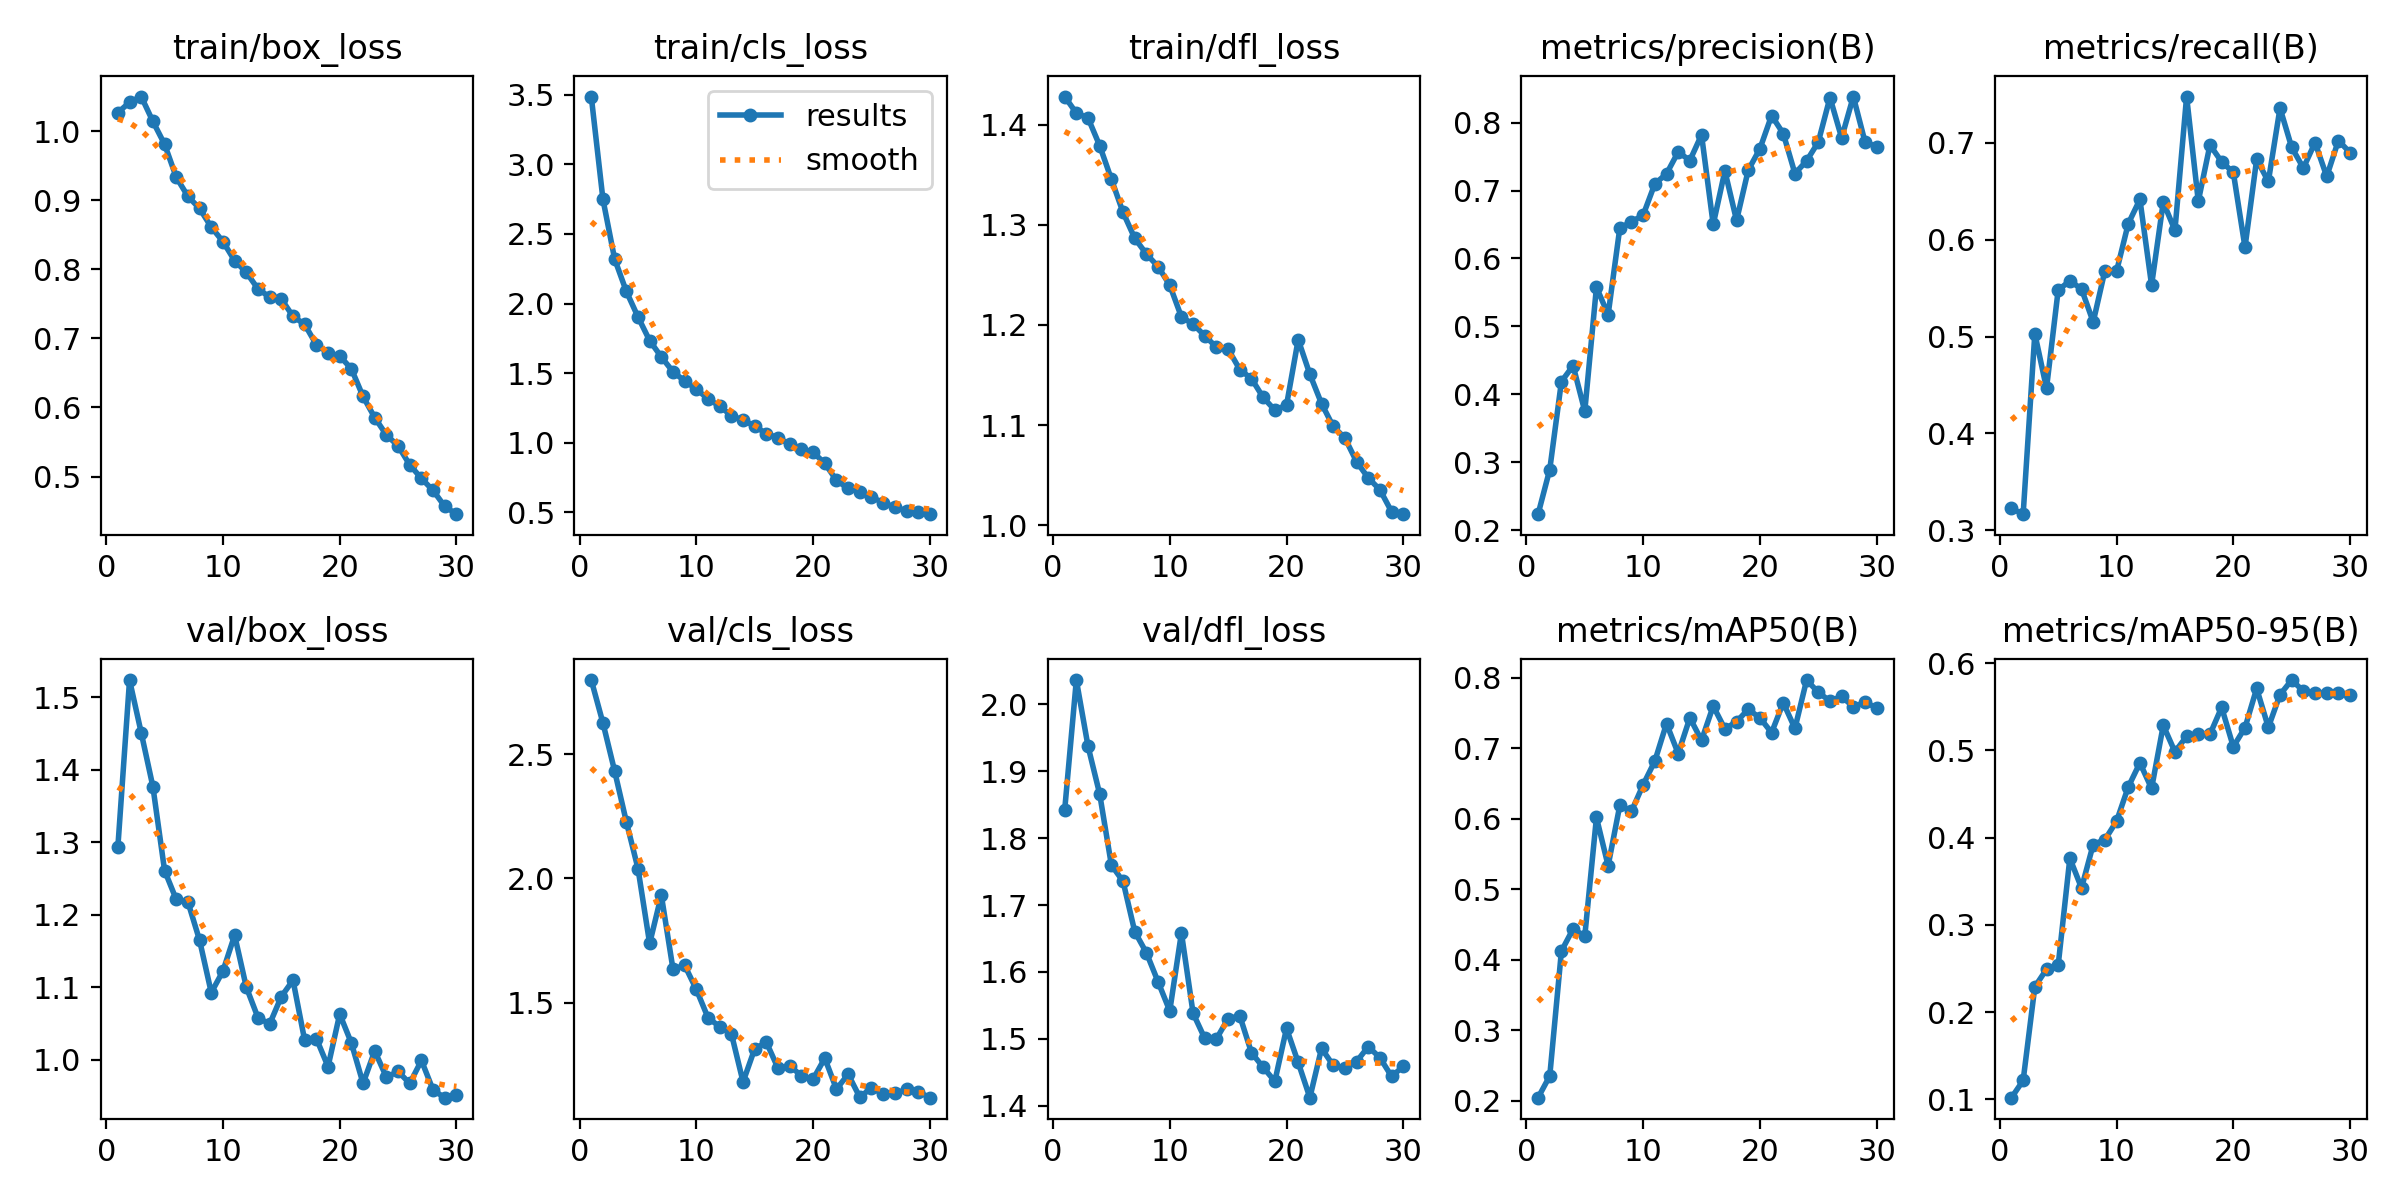 train/box_loss
1.0
0.9
0.8
0.7
0.6
0.5
0 10 20 30
train/cls_loss
results
smooth
3.5
3.0
2.5
2.0
1.5
1.0
0.5
0 10 20 30
train/dfl_loss
1.4
1.3
1.2
1.1
1.0
0 10 20 30
metrics/precision(B)
0.8
0.7
0.6
0.5
0.4
0.3
0.2
0 10 20 30
metrics/recall(B)
0.7
0.6
0.5
0.4
0.3
0 10 20 30
val/box_loss
1.5
1.4
1.3
1.2
1.1
1.0
0 10 20 30
val/cls_loss
2.5
2.0
1.5
0 10 20 30
val/dfl_loss
2.0
1.9
1.8
1.7
1.6
1.5
1.4
0 10 20 30
metrics/mAP50(B)
0.8
0.7
0.6
0.5
0.4
0.3
0.2
0 10 20 30
metrics/mAP50-95(B)
0.6
0.5
0.4
0.3
0.2
0.1
0 10 20 30